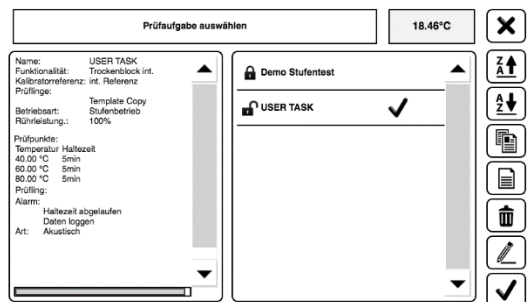 Prüfaufgabe auswählen
18.46°C
Name: USER TASK
Funktionalität: Trockenblock int.
Kalibratorreferenz: int. Referenz
Prüflinge:
Template Copy
Betriebsart: Stufenbetrieb
Rührleistung.: 100%
Prüfpunkte:
Temperatur Haltezeit
40.00 °C 5min
60.00 °C 5min
80.00 °C 5min
Prüfling:
Alarm:
Haltezeit abgelaufen
Daten loggen
Art: Akustisch
Demo Stufentest
USER TASK
Z
A
A
Z